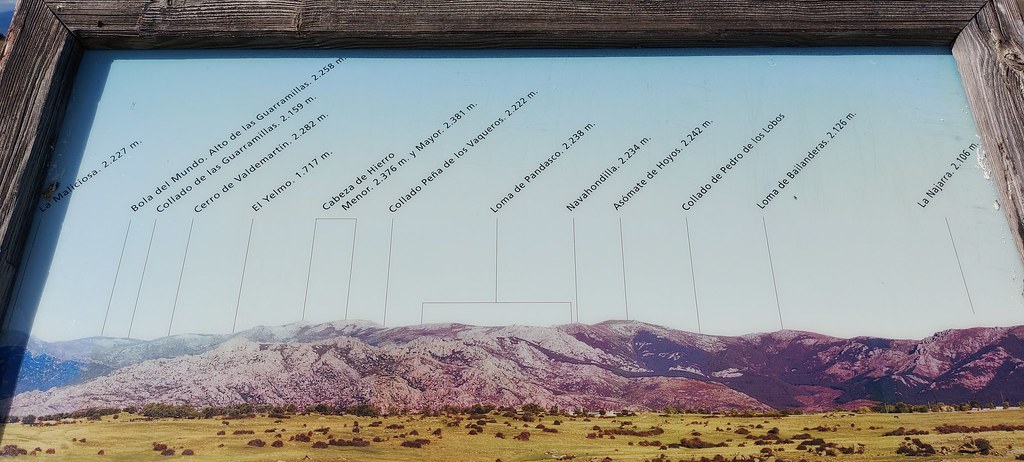 La Maliciosa. 2.227 m.
Bola del Mundo. Alto de las Guarramillas. 2.258 m.
Collado de las Guarramillas. 2.159 m.
Cerro de Valdemartín. 2.282 m.
El Yelmo. 1.717 m.
Cabeza de Hierro
Menor. 2.376 m. y Mayor. 2.381 m.
Collado Peña de los Vaqueros. 2.222 m.
Loma de Pandasco. 2.238 m.
Navahondilla. 2.234 m.
Asómate de Hoyos. 2.242 m.
Collado de Pedro de los Lobos
Loma de Bailanderas. 2.126 m.
La Najarra. 2.106 m.